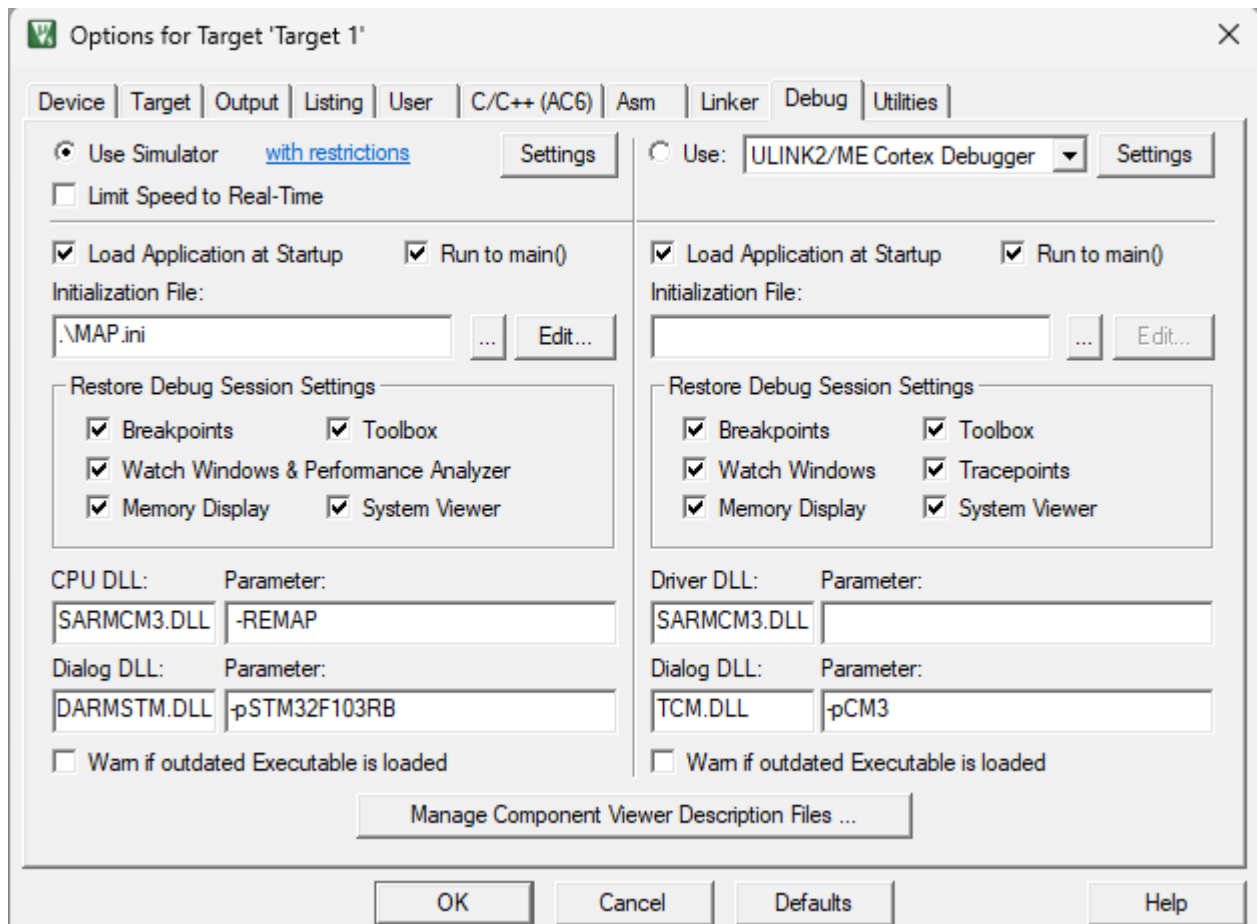 Options for Target 'Target 1'
Device Target Output Listing User C/C++ (AC6) Asm Linker Debug Utilities
Use Simulator with restrictions Settings
Limit Speed to Real-Time
Load Application at Startup Run to main()
Initialization File:
.\MAP.ini ... Edit...
Restore Debug Session Settings
Breakpoints Toolbox
Watch Windows & Performance Analyzer
Memory Display System Viewer
CPU DLL: Parameter:
SARMCM3.DLL -REMAP
Dialog DLL: Parameter:
DARMSTM.DLL -pSTM32F103RB
Warn if outdated Executable is loaded
Use: ULINK2/ME Cortex Debugger Settings
Load Application at Startup Run to main()
Initialization File:
... Edit...
Restore Debug Session Settings
Breakpoints Toolbox
Watch Windows Tracepoints
Memory Display System Viewer
Driver DLL: Parameter:
SARMCM3.DLL
Dialog DLL: Parameter:
TCM.DLL -pCM3
Warn if outdated Executable is loaded
Manage Component Viewer Description Files ...
OK Cancel Defaults Help